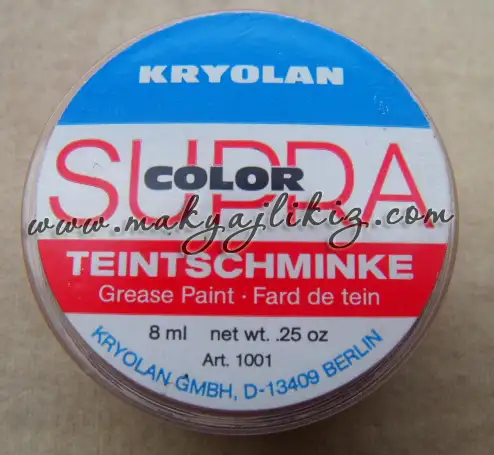 KRYOLAN
SUPRA
COLOR
www.makyajlikiz.com
TEINTSCHMINKE
Grease Paint · Fard de tein
8 ml net wt. .25 oz
Art. 1001
KRYOLAN GMBH, D-13409 BERLIN